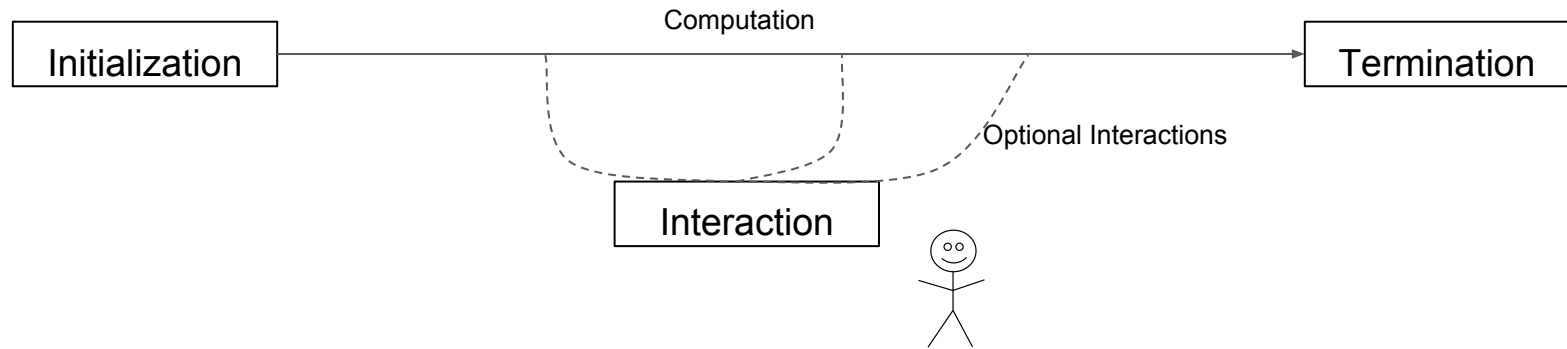 Computation
Initialization
Termination
Optional Interactions
Interaction